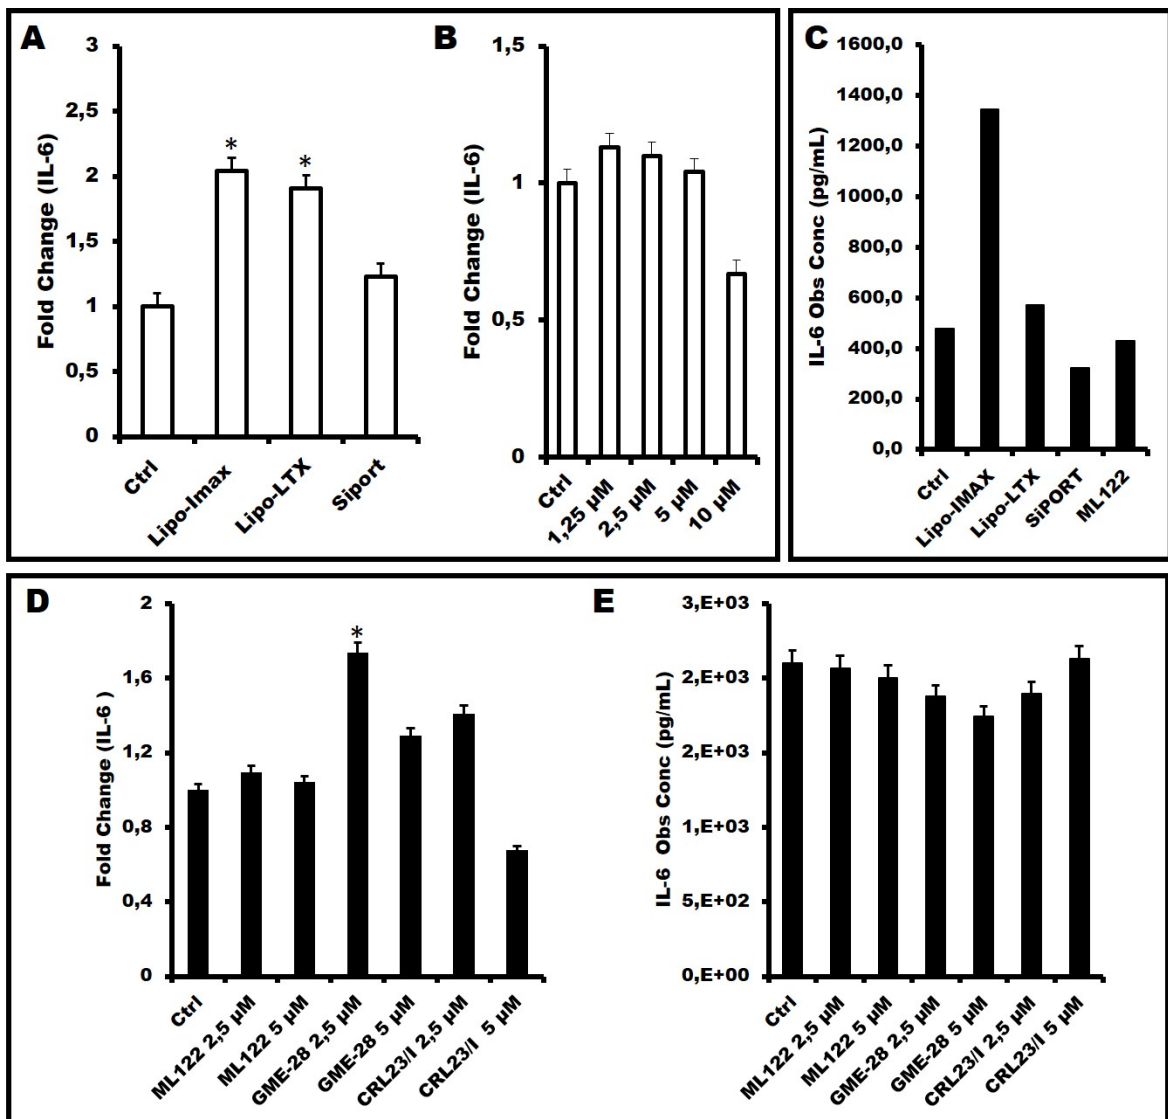 A
Fold Change (IL-6)
3
2,5
2
1,5
1
0,5
0
*
*
Ctrl
Lipo-Imax
Lipo-LTX
Siport
B
Fold Change (IL-6)
1,5
1
0,5
0
Ctrl
1,25 µM
2,5 µM
5 µM
10 µM
C
IL-6 Obs Conc (pg/mL)
1600,0
1400,0
1200,0
1000,0
800,0
600,0
400,0
200,0
0,0
Ctrl
Lipo-IMAX
Lipo-LTX
SiPORT
ML122
D
Fold Change (IL-6 )
2
1,6
1,2
0,8
0,4
0
*
Ctrl
ML122 2,5 µM
ML122 5 µM
GME-28 2,5 µM
GME-28 5 µM
CRL23/I 2,5 µM
CRL23/I 5 µM
E
IL-6 Obs Conc (pg/mL)
3,E+03
2,E+03
2,E+03
1,E+03
5,E+02
0,E+00
Ctrl
ML122 2,5 µM
ML122 5 µM
GME-28 2,5 µM
GME-28 5 µM
CRL23/I 2,5 µM
CRL23/I 5 µM